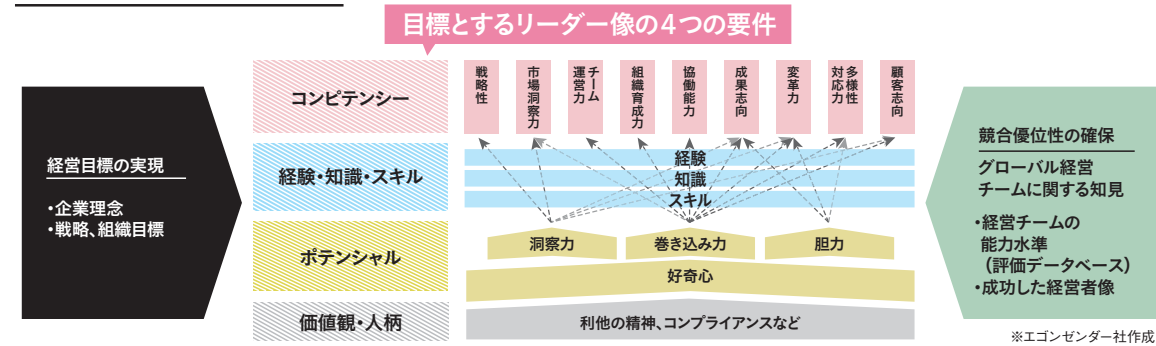 目標とするリーダー像の4つの要件
経営目標の実現
・企業理念
・戦略、組織目標
コンピテンシー
戦略性
市場洞察力
チーム
運営力
組織育成力
協働能力
成果志向
変革力
多様性
対応力
顧客志向
経験・知識・スキル
経験
知識
スキル
ポテンシャル
洞察力
巻き込み力
胆力
好奇心
価値観・人柄
利他の精神、コンプライアンスなど
競合優位性の確保
グローバル経営
チームに関する知見
・経営チームの
能力水準
（評価データベース）
・成功した経営者像
※エゴンゼンダー社作成